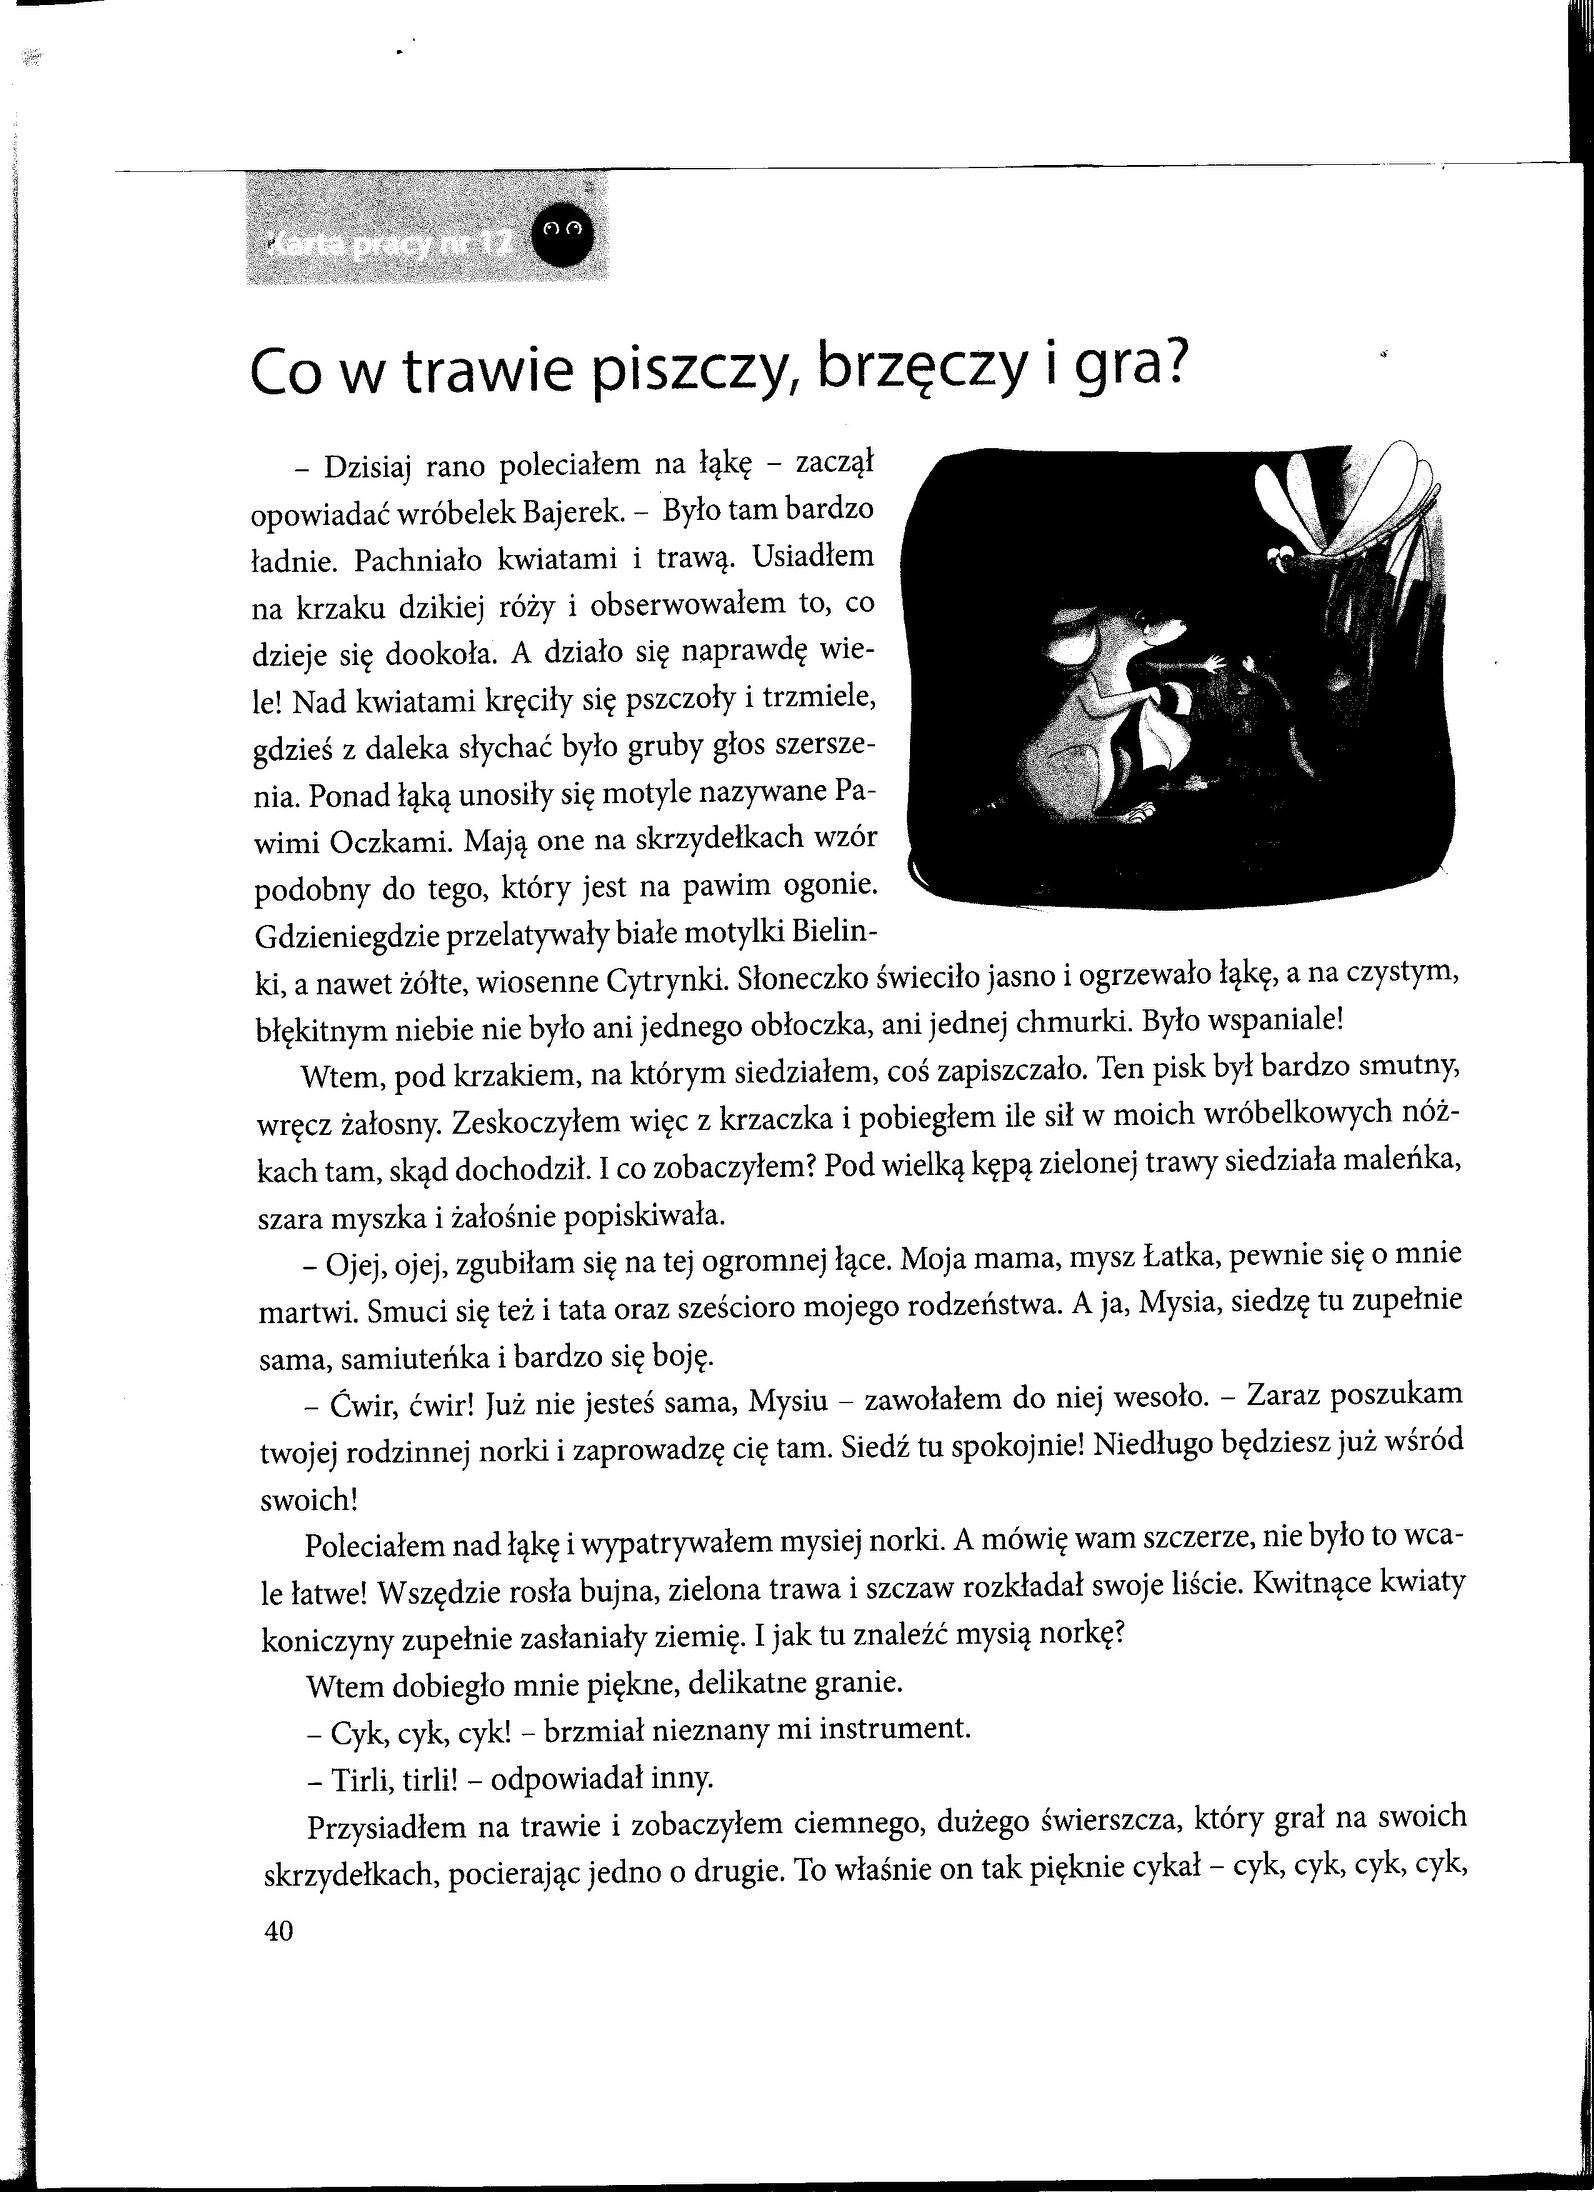 Karta pracy nr 12
Co w trawie piszczy, brzęczy i gra?
– Dzisiaj rano poleciałem na łąkę – zaczął
opowiadać wróbelek Bajerek. – Było tam bardzo
ładnie. Pachniało kwiatami i trawą. Usiadłem
na krzaku dzikiej róży i obserwowałem to, co
dzieje się dookoła. A działo się naprawdę wie-
le! Nad kwiatami kręciły się pszczoły i trzmiele,
gdzieś z daleka słychać było gruby głos szersze-
nia. Ponad łąką unosiły się motyle nazywane Pa-
wimi Oczkami. Mają one na skrzydełkach wzór
podobny do tego, który jest na pawim ogonie.
Gdzieniegdzie przelatywały białe motylki Bielin-
ki, a nawet żółte, wiosenne Cytrynki. Słoneczko świeciło jasno i ogrzewało łąkę, a na czystym,
błękitnym niebie nie było ani jednego obłoczka, ani jednej chmurki. Było wspaniale!
Wtem, pod krzakiem, na którym siedziałem, coś zapiszczało. Ten pisk był bardzo smutny,
wręcz żałosny. Zeskoczyłem więc z krzaczka i pobiegłem ile sił w moich wróbelkowych nóż-
kach tam, skąd dochodził. I co zobaczyłem? Pod wielką kępą zielonej trawy siedziała maleńka,
szara myszka i żałośnie popiskiwała.
– Ojej, ojej, zgubiłam się na tej ogromnej łące. Moja mama, mysz Łatka, pewnie się o mnie
martwi. Smuci się też i tata oraz sześcioro mojego rodzeństwa. A ja, Mysia, siedzę tu zupełnie
sama, samiuteńka i bardzo się boję.
– Ćwir, ćwir! Już nie jesteś sama, Mysiu – zawołałem do niej wesoło. – Zaraz poszukam
twojej rodzinnej norki i zaprowadzę cię tam. Siedź tu spokojnie! Niedługo będziesz już wśród
swoich!
Poleciałem nad łąkę i wypatrywałem mysiej norki. A mówię wam szczerze, nie było to wca-
le łatwe! Wszędzie rosła bujna, zielona trawa i szczaw rozkładał swoje liście. Kwitnące kwiaty
koniczyny zupełnie zasłaniały ziemię. I jak tu znaleźć mysią norkę?
Wtem dobiegło mnie piękne, delikatne granie.
– Cyk, cyk, cyk! – brzmiał nieznany mi instrument.
– Tirli, tirli! – odpowiadał inny.
Przysiadłem na trawie i zobaczyłem ciemnego, dużego świerszcza, który grał na swoich
skrzydełkach, pocierając jedno o drugie. To właśnie on tak pięknie cykał – cyk, cyk, cyk, cyk,
40